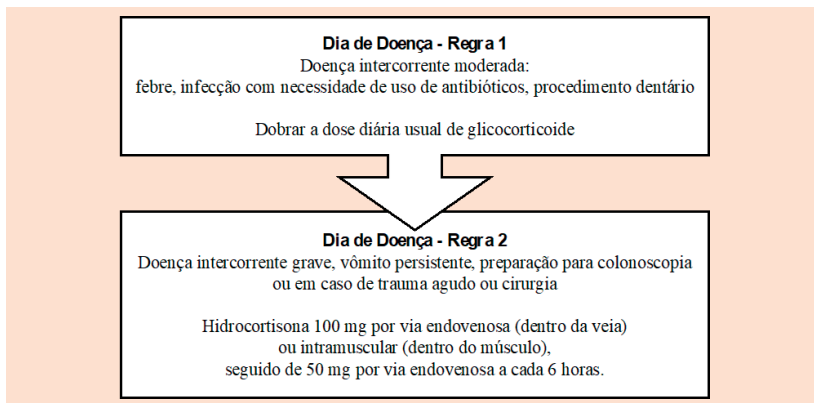 Dia de Doença - Regra 1
Doença intercorrente moderada:
febre, infecção com necessidade de uso de antibióticos, procedimento dentário
Dobrar a dose diária usual de glicocorticoide
Dia de Doença - Regra 2
Doença intercorrente grave, vômito persistente, preparação para colonoscopia
ou em caso de trauma agudo ou cirurgia
Hidrocortisona 100 mg por via endovenosa (dentro da veia)
ou intramuscular (dentro do músculo),
seguido de 50 mg por via endovenosa a cada 6 horas.